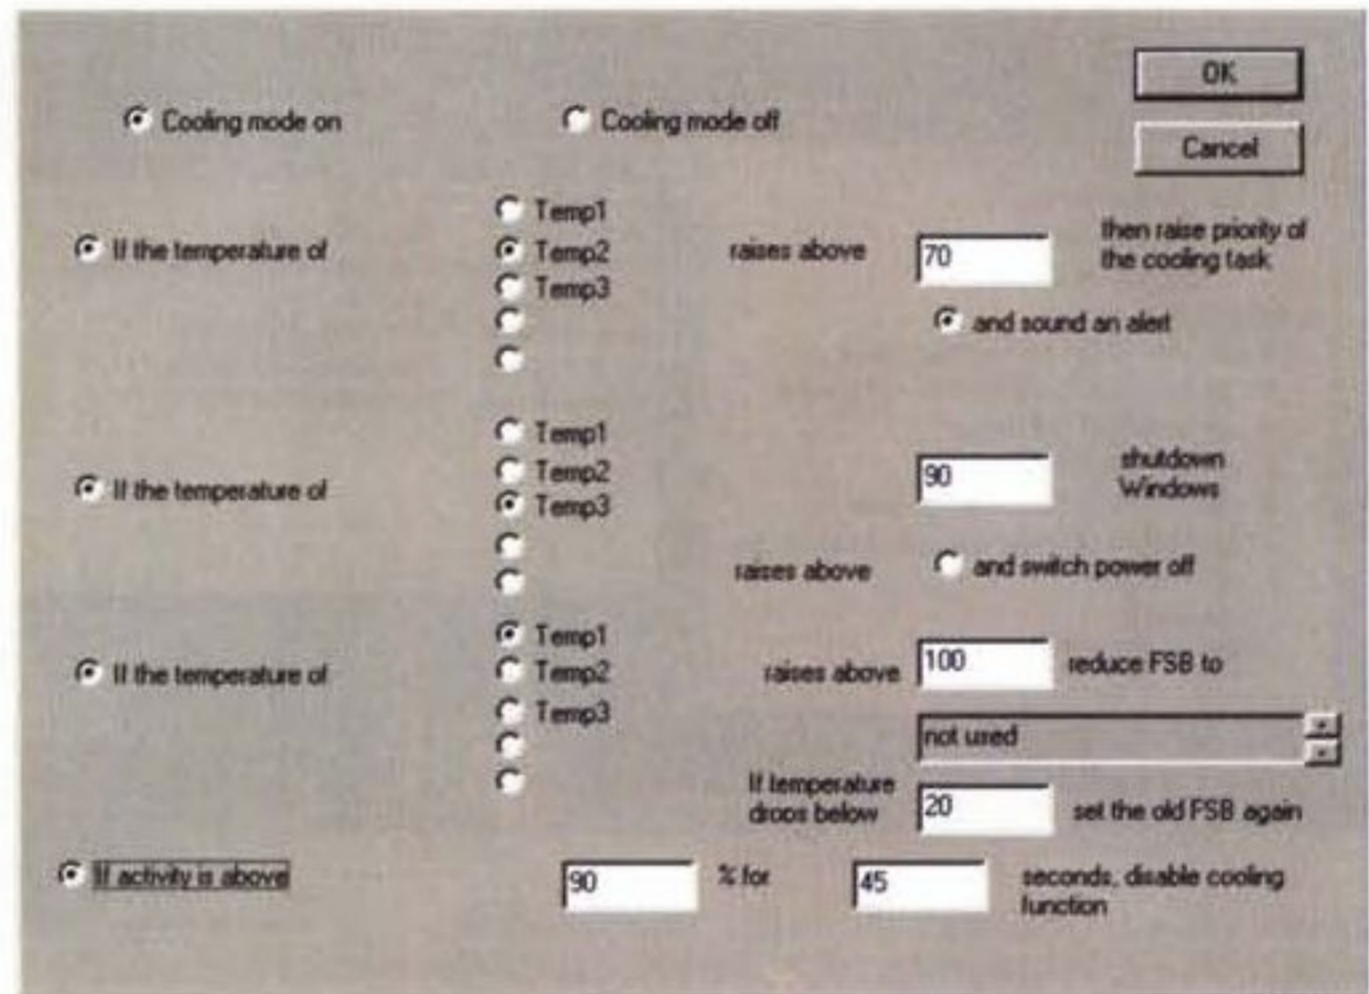 OK
Cooling mode on
Cooling mode off
Cancel
If the temperature of
Temp1
Temp2
Temp3
raises above
70
then raise priority of
the cooling task
and sound an alert
If the temperature of
Temp1
Temp2
Temp3
raises above
90
shutdown
Windows
and switch power off
If the temperature of
Temp1
Temp2
Temp3
raises above
100
reduce FSB to
not used
If temperature
drops below
20
set the old FSB again
If activity is above
90
% for
45
seconds, disable cooling
function